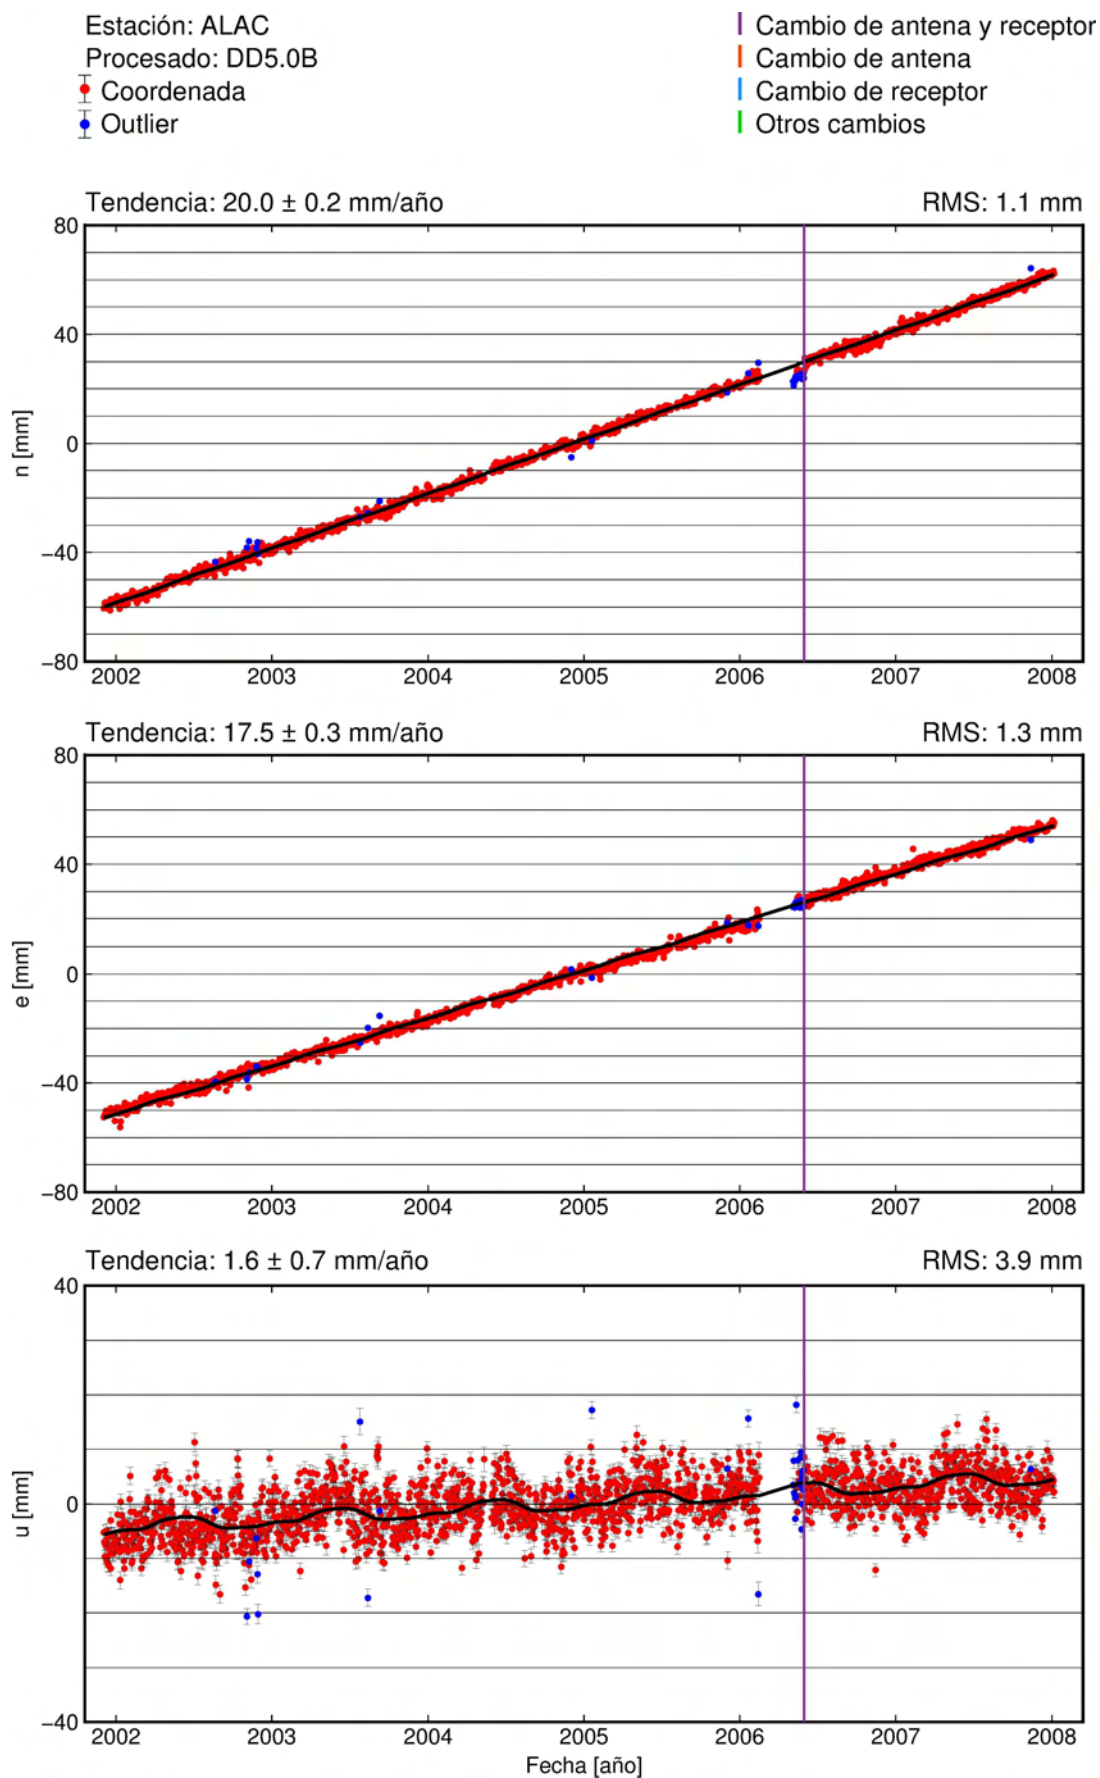 Estación: ALAC
Procesado: DD5.0B
Coordenada
Outlier
Cambio de antena y receptor
Cambio de antena
Cambio de receptor
Otros cambios
Tendencia: 20.0 ± 0.2 mm/año RMS: 1.1 mm
80
40
0
−40
−80
n [mm]
2002 2003 2004 2005 2006 2007 2008
Tendencia: 17.5 ± 0.3 mm/año RMS: 1.3 mm
80
40
0
−40
−80
e [mm]
2002 2003 2004 2005 2006 2007 2008
Tendencia: 1.6 ± 0.7 mm/año RMS: 3.9 mm
40
20
0
−20
−40
u [mm]
2002 2003 2004 2005 2006 2007 2008
Fecha [año]